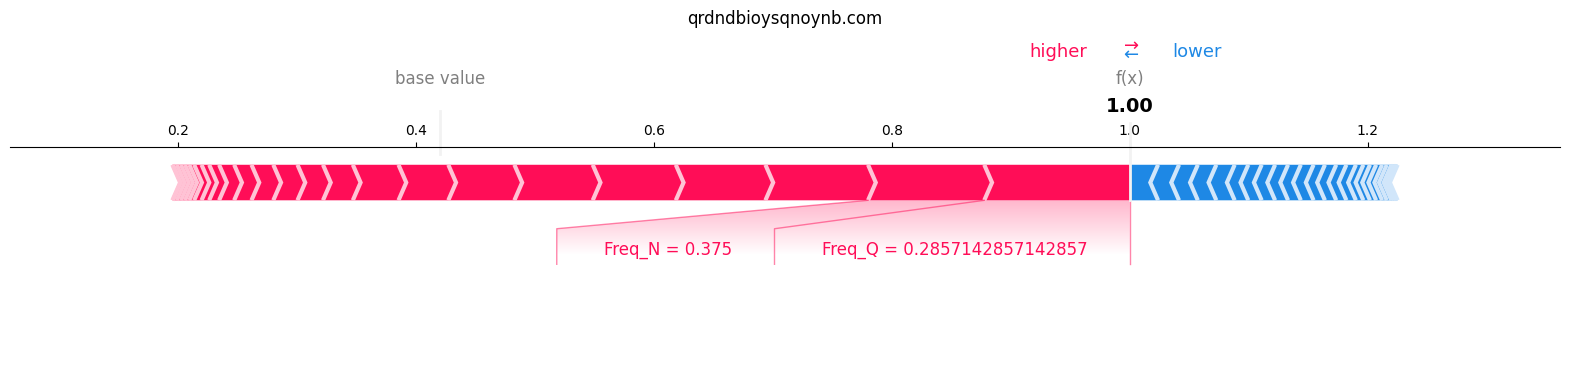 qrdndbioysqnoynb.com
higher ⇄ lower
base value f(x)
1.00
0.2 0.4 0.6 0.8 1.0 1.2
Freq_N = 0.375 Freq_Q = 0.2857142857142857